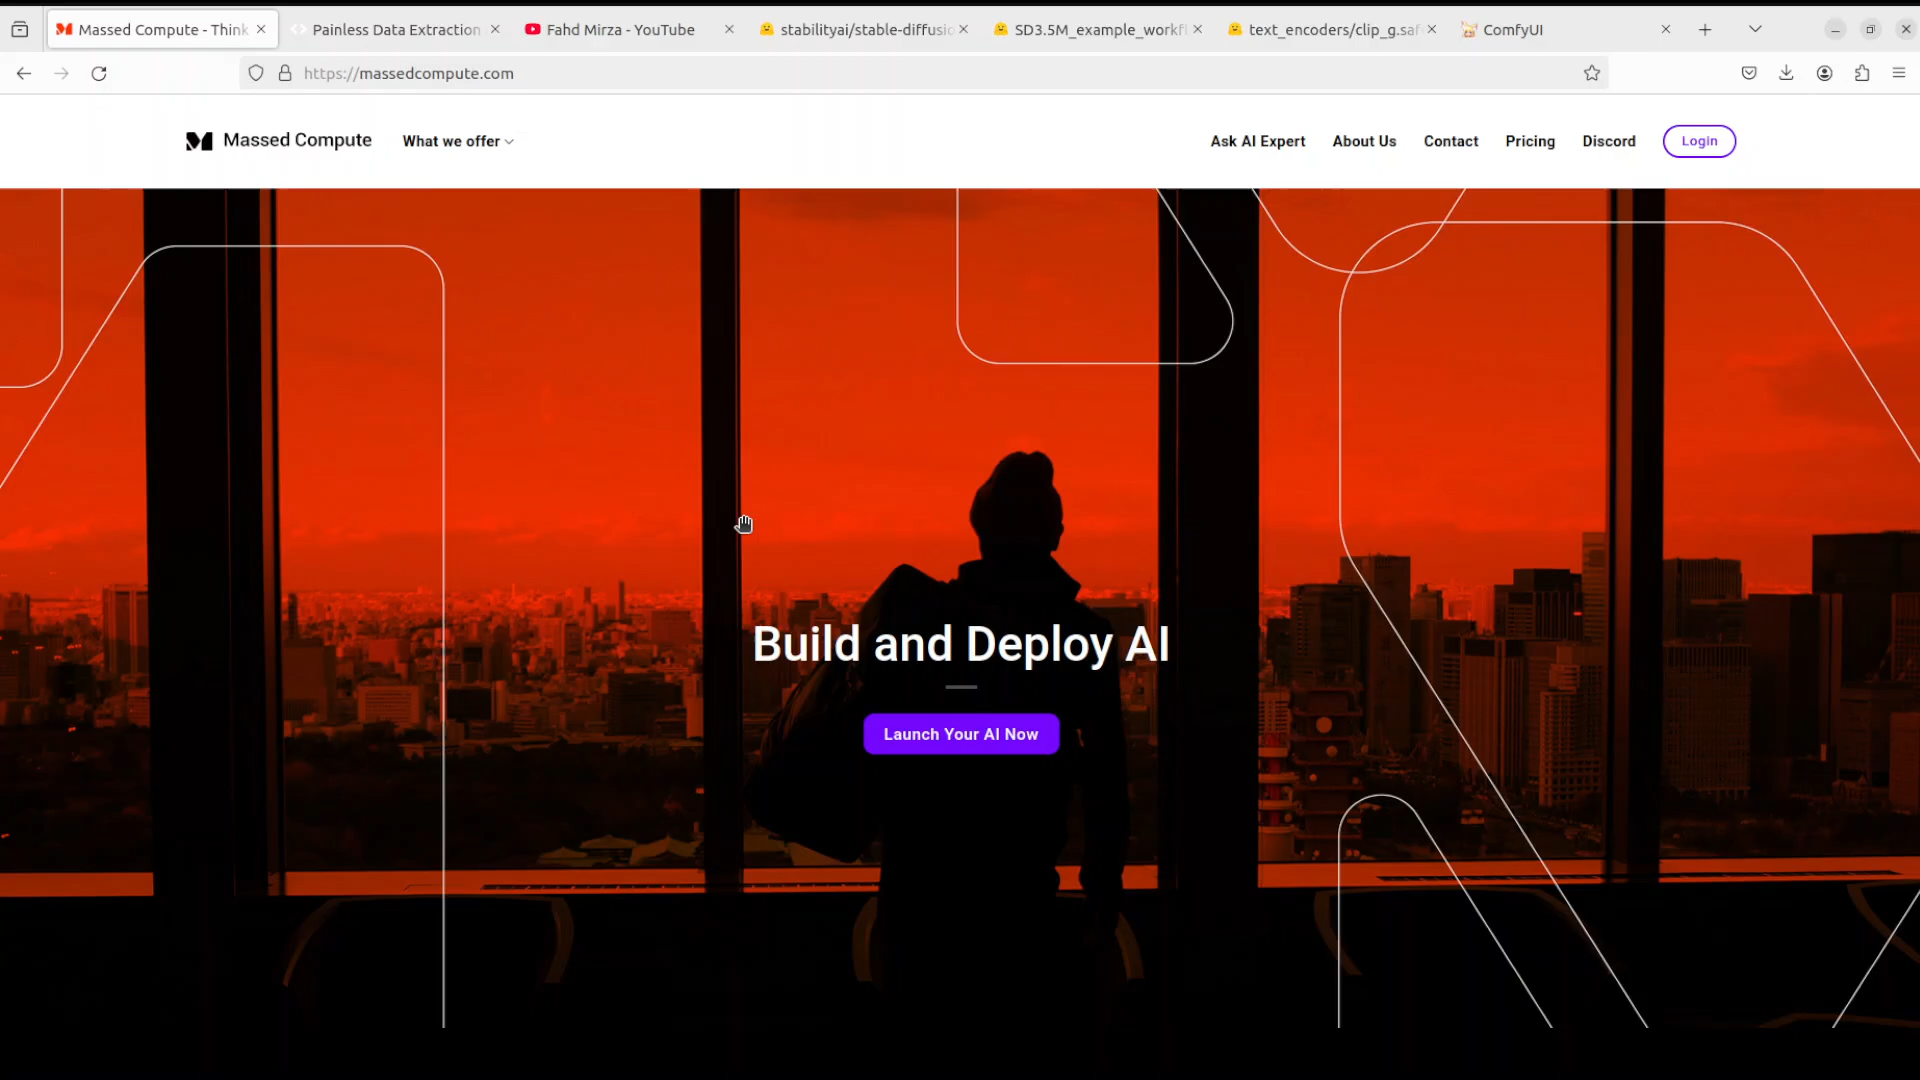 Massed Compute - Think
Painless Data Extraction
Fahd Mirza - YouTube
stabilityai/stable-diffusio
SD3.5M_example_workfl
text_encoders/clip_g.saf
ComfyUI
https://massedcompute.com
Massed Compute
What we offer
Ask AI Expert
About Us
Contact
Pricing
Discord
Login
Build and Deploy AI
Launch Your AI Now